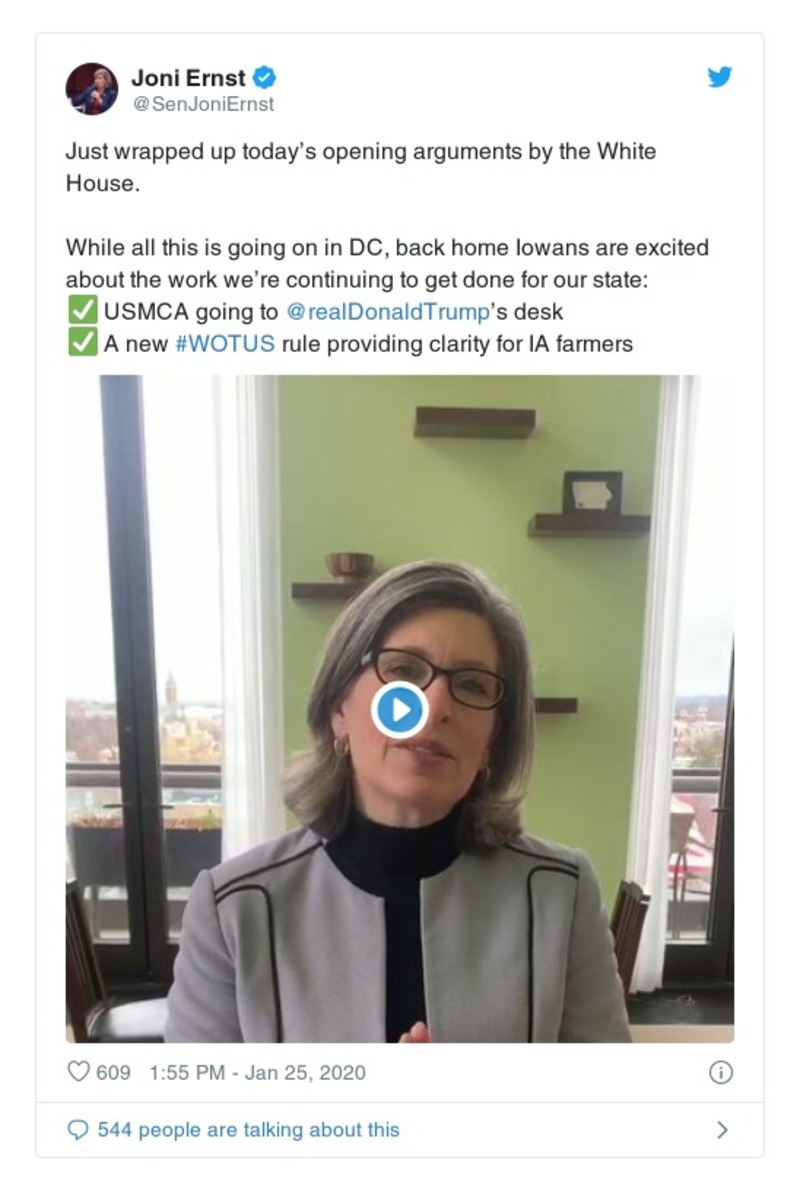 Joni Ernst
@SenJoniErnst
Just wrapped up today’s opening arguments by the White
House.
While all this is going on in DC, back home Iowans are excited
about the work we’re continuing to get done for our state:
✅ USMCA going to @realDonaldTrump’s desk
✅ A new #WOTUS rule providing clarity for IA farmers
609 1:55 PM - Jan 25, 2020
544 people are talking about this